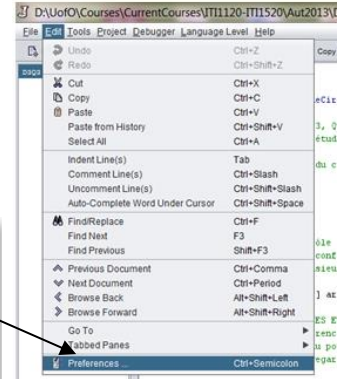 D:\UofO\Courses\CurrentCourses\ITI1120-ITI1520\Aut2013\
File Edit Tools Project Debugger Language Level Help
Undo Ctrl-Z Copy
Redo Ctrl+Shift-Z
Cut Ctrl+X
Copy Ctrl+C
Paste Ctrl+V
Paste from History Ctrl+Shift+V
Select All Ctrl+A
Indent Line(s) Tab
Comment Line(s) Ctrl+Slash
Uncomment Line(s) Ctrl+Shift+Slash
Auto-Complete Word Under Cursor Ctrl+Shift+Space
Find/Replace Ctrl+F
Find Next F3
Find Previous Shift+F3
Previous Document Ctrl+Comma
Next Document Ctrl+Period
Browse Back Alt+Shift+Left
Browse Forward Alt+Shift+Right
Go To
Tabbed Panes
Preferences ... Ctrl+Semicolon